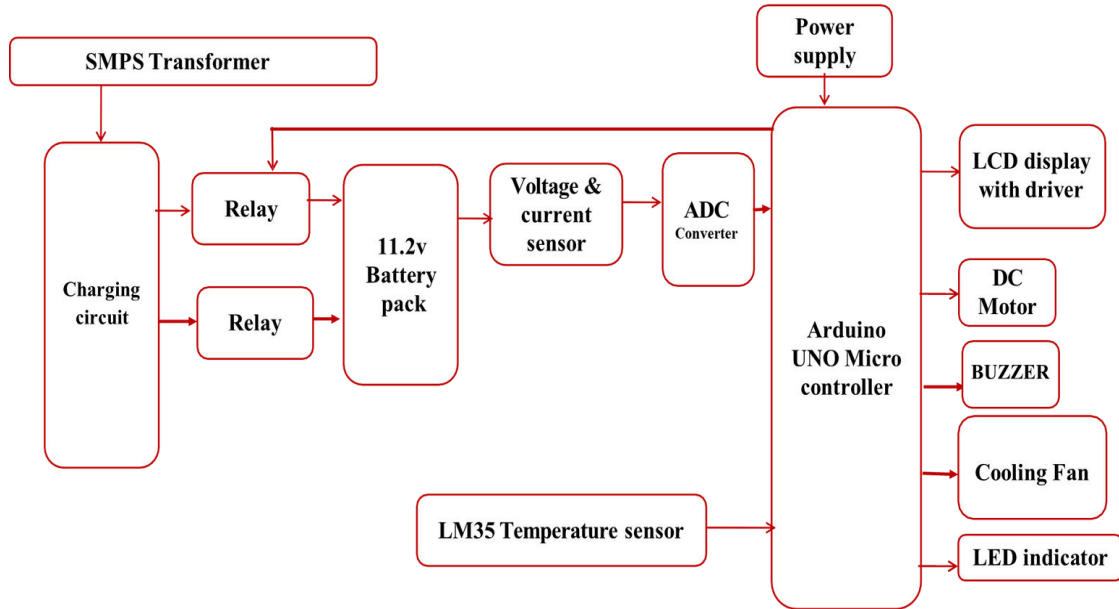 SMPS Transformer
Power
supply
Charging
circuit
Relay
Relay
11.2v
Battery
pack
Voltage &
current
sensor
ADC
Converter
Arduino
UNO Micro
controller
LM35 Temperature sensor
LCD display
with driver
DC
Motor
BUZZER
Cooling Fan
LED indicator